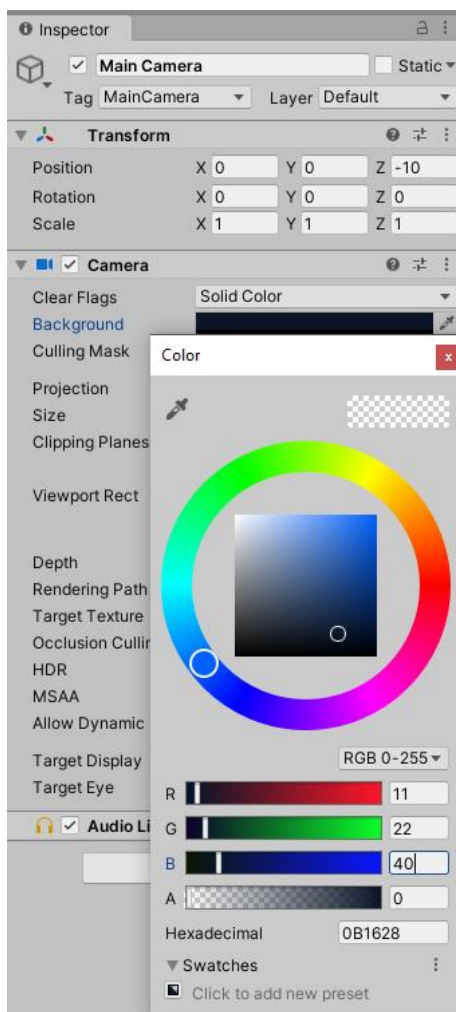 Inspector
Main Camera Static
Tag MainCamera Layer Default
Transform
Position X 0 Y 0 Z -10
Rotation X 0 Y 0 Z 0
Scale X 1 Y 1 Z 1
Camera
Clear Flags Solid Color
Background
Culling Mask
Color
x
Projection
Size
Clipping Planes
Viewport Rect
Depth
Rendering Path
Target Texture
Occlusion Cullin
HDR
MSAA
Allow Dynamic
Target Display
Target Eye
Audio Li
RGB 0-255
R 11
G 22
B 40
A 0
Hexadecimal 0B1628
Swatches
Click to add new preset